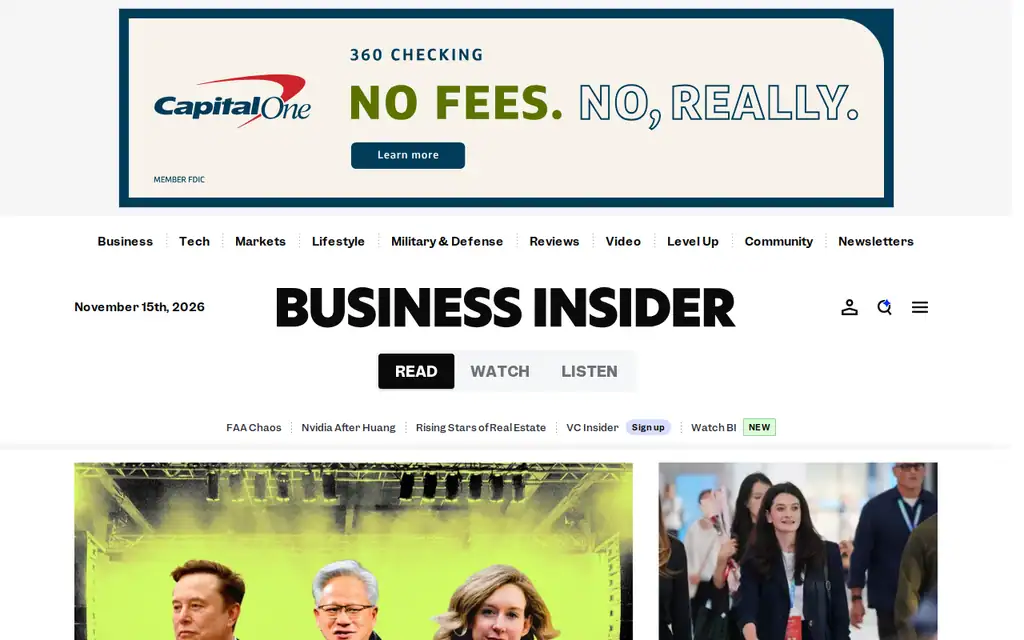 360 CHECKING
CapitalOne
NO FEES. NO, REALLY.
Learn more
MEMBER FDIC
Business Tech Markets Lifestyle Military & Defense Reviews Video Level Up Community Newsletters
November 15th, 2026
BUSINESS INSIDER
READ WATCH LISTEN
FAA Chaos Nvidia After Huang Rising Stars of Real Estate VC Insider Sign up Watch BI NEW